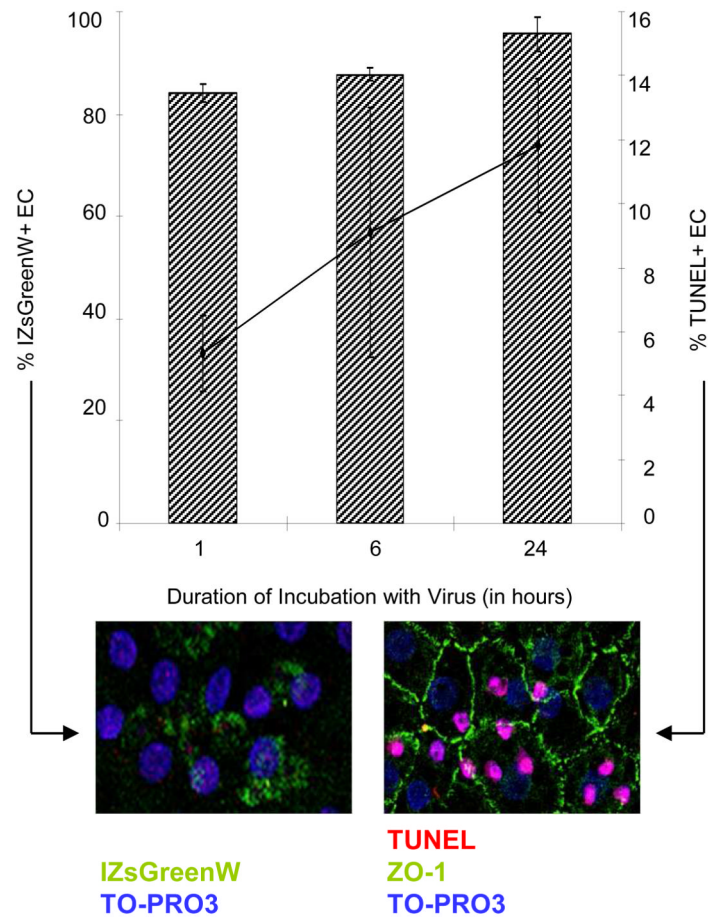 100
80
60
40
20
0
% IZsGreenW+ EC
16
14
12
10
8
6
4
2
0
% TUNEL+ EC
1 6 24
Duration of Incubation with Virus (in hours)
IZsGreenW
TO-PRO3
TUNEL
ZO-1
TO-PRO3